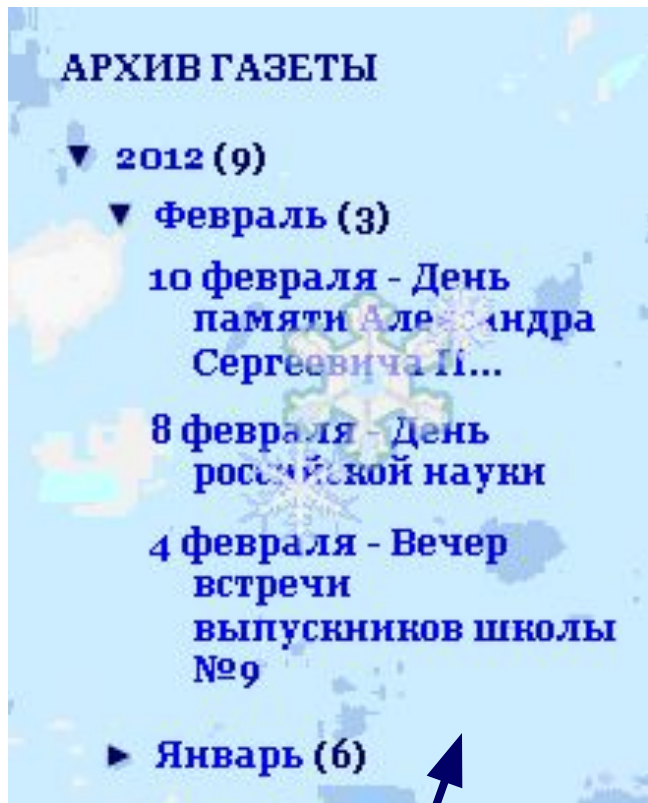 АРХИВ ГАЗЕТЫ
▼ 2012 (9)
▼ Февраль (3)
10 февраля - День
памяти Александра
Сергеевича П...
8 февраля - День
российской науки
4 февраля - Вечер
встречи
выпускников школы
№9
► Январь (6)